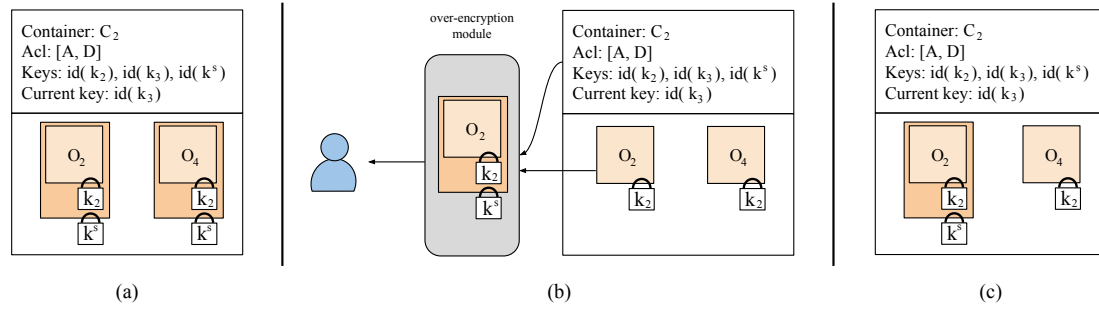 Container: C₂
Acl: [A, D]
Keys: id( k₂), id( k₃), id( kˢ)
Current key: id( k₃)
O₂
O₄
k₂
k₂
kˢ
kˢ
(a)
over-encryption
module
O₂
k₂
kˢ
Container: C₂
Acl: [A, D]
Keys: id( k₂), id( k₃), id( kˢ)
Current key: id( k₃)
O₂
O₄
k₂
k₂
(b)
Container: C₂
Acl: [A, D]
Keys: id( k₂), id( k₃), id( kˢ)
Current key: id( k₃)
O₂
O₄
k₂
k₂
kˢ
(c)